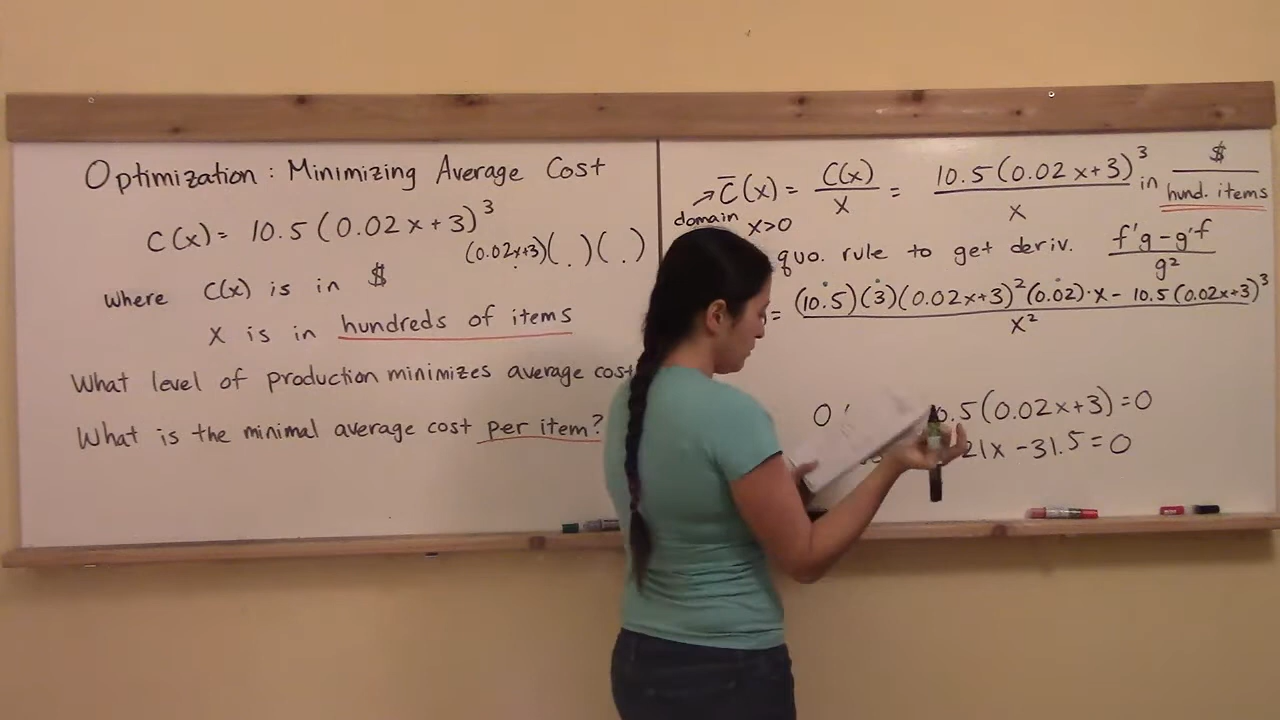 Optimization: Minimizing Average Cost
C(x) = 10.5(0.02x+3)^3
(0.02x+3)( . )( . )
where C(x) is in $
X is in hundreds of items
What level of production minimizes average cost
What is the minimal average cost per item?
→ C̄(x) = C(x)/x = 10.5(0.02x+3)^3/x in $/hund. items
domain x>0
quo. rule to get deriv. f'g-g'f/g²
= (10.5)(3)(0.02x+3)²(0.02)·x - 10.5(0.02x+3)³/x²
.5(0.02x+3)=0
21x -31.5=0